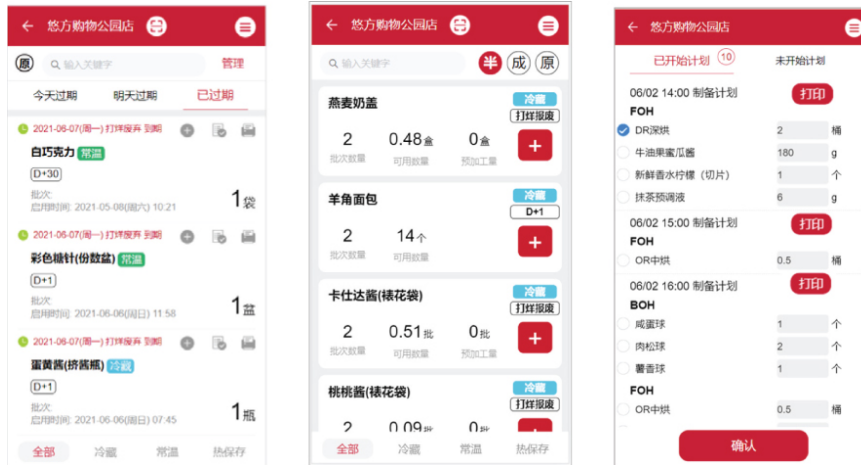 悠方购物公园店
原
输入关键字
管理
今天过期
明天过期
已过期
2021-06-07(周一) 打烊废弃 到期
白巧克力 常温
D+30
批次:
启用时间: 2021-05-08(周六) 10:21
1袋
2021-06-07(周一) 打烊废弃 到期
彩色糖针(份数盆) 常温
D+1
批次:
启用时间: 2021-06-06(周日) 11:58
1盆
2021-06-07(周一) 打烊废弃 到期
蛋黄酱(挤酱瓶) 冷藏
D+1
批次:
启用时间: 2021-06-06(周日) 07:45
1瓶
全部
冷藏
常温
热保存
悠方购物公园店
输入关键字
半
成
原
燕麦奶盖
冷藏
打烊报废
2
0.48盒
0盒
批次数量
可用数量
预加工量
羊角面包
冷藏
D+1
2
14个
批次数量
可用数量
卡仕达酱(裱花袋)
冷藏
打烊报废
2
0.51批
0批
批次数量
可用数量
预加工量
桃桃酱(裱花袋)
冷藏
打烊报废
2
0.09批
0批
全部
冷藏
常温
热保存
悠方购物公园店
已开始计划 10
未开始计划
06/02 14:00 制备计划
打印
FOH
DR深烘
2
桶
牛油果蜜瓜酱
180
g
新鲜香水柠檬（切片）
1
个
抹茶预调液
6
g
06/02 15:00 制备计划
打印
FOH
OR中烘
0.5
桶
06/02 16:00 制备计划
打印
BOH
咸蛋球
1
个
肉松球
2
个
薯香球
1
个
FOH
OR中烘
0.5
桶
确认